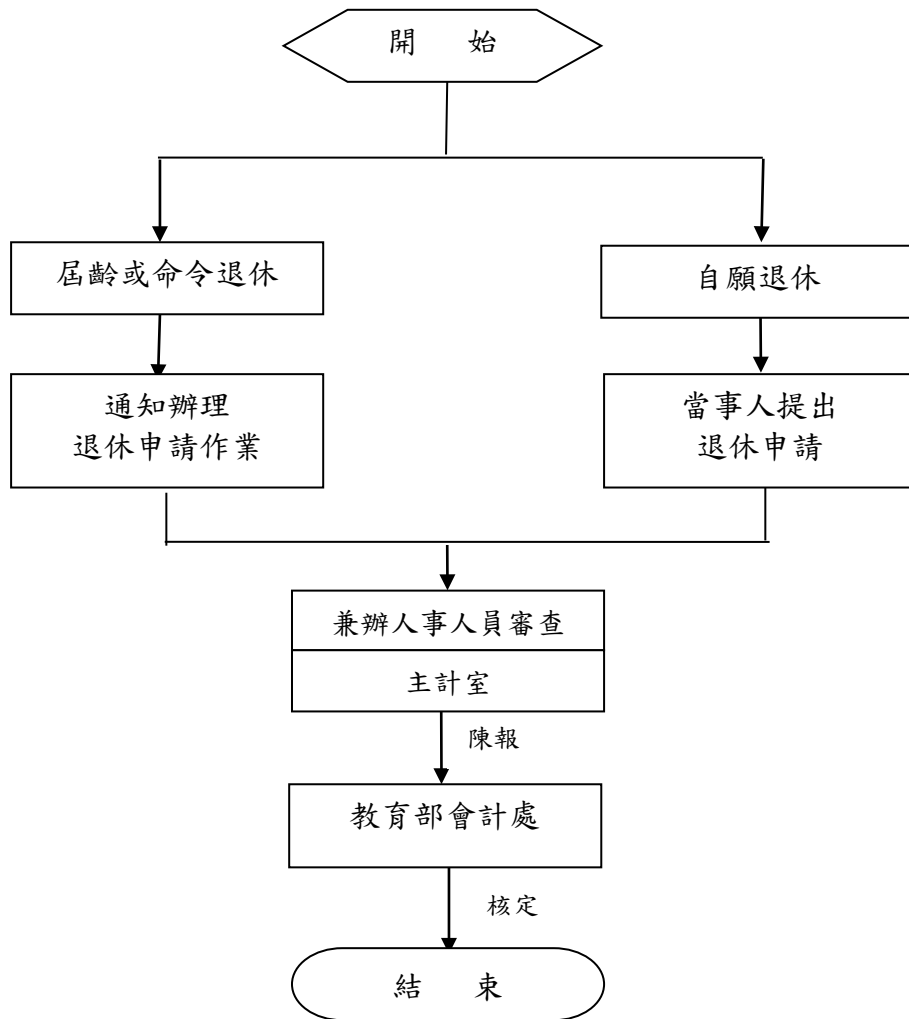 開 始
屆齡或命令退休
自願退休
通知辦理
退休申請作業
當事人提出
退休申請
兼辦人事人員審查
主計室
陳報
教育部會計處
核定
結 束